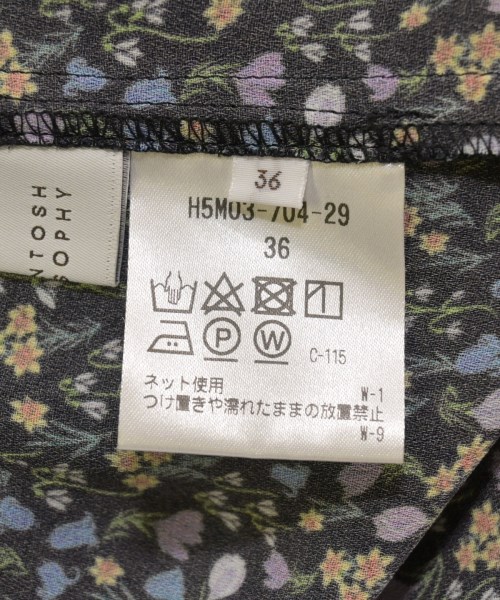 36
H5M03-704-29
36
P
W
C-115
ネット使用
W-1
つけ置きや濡れたままの放置禁止
W-9
NTOSH
SOPHY